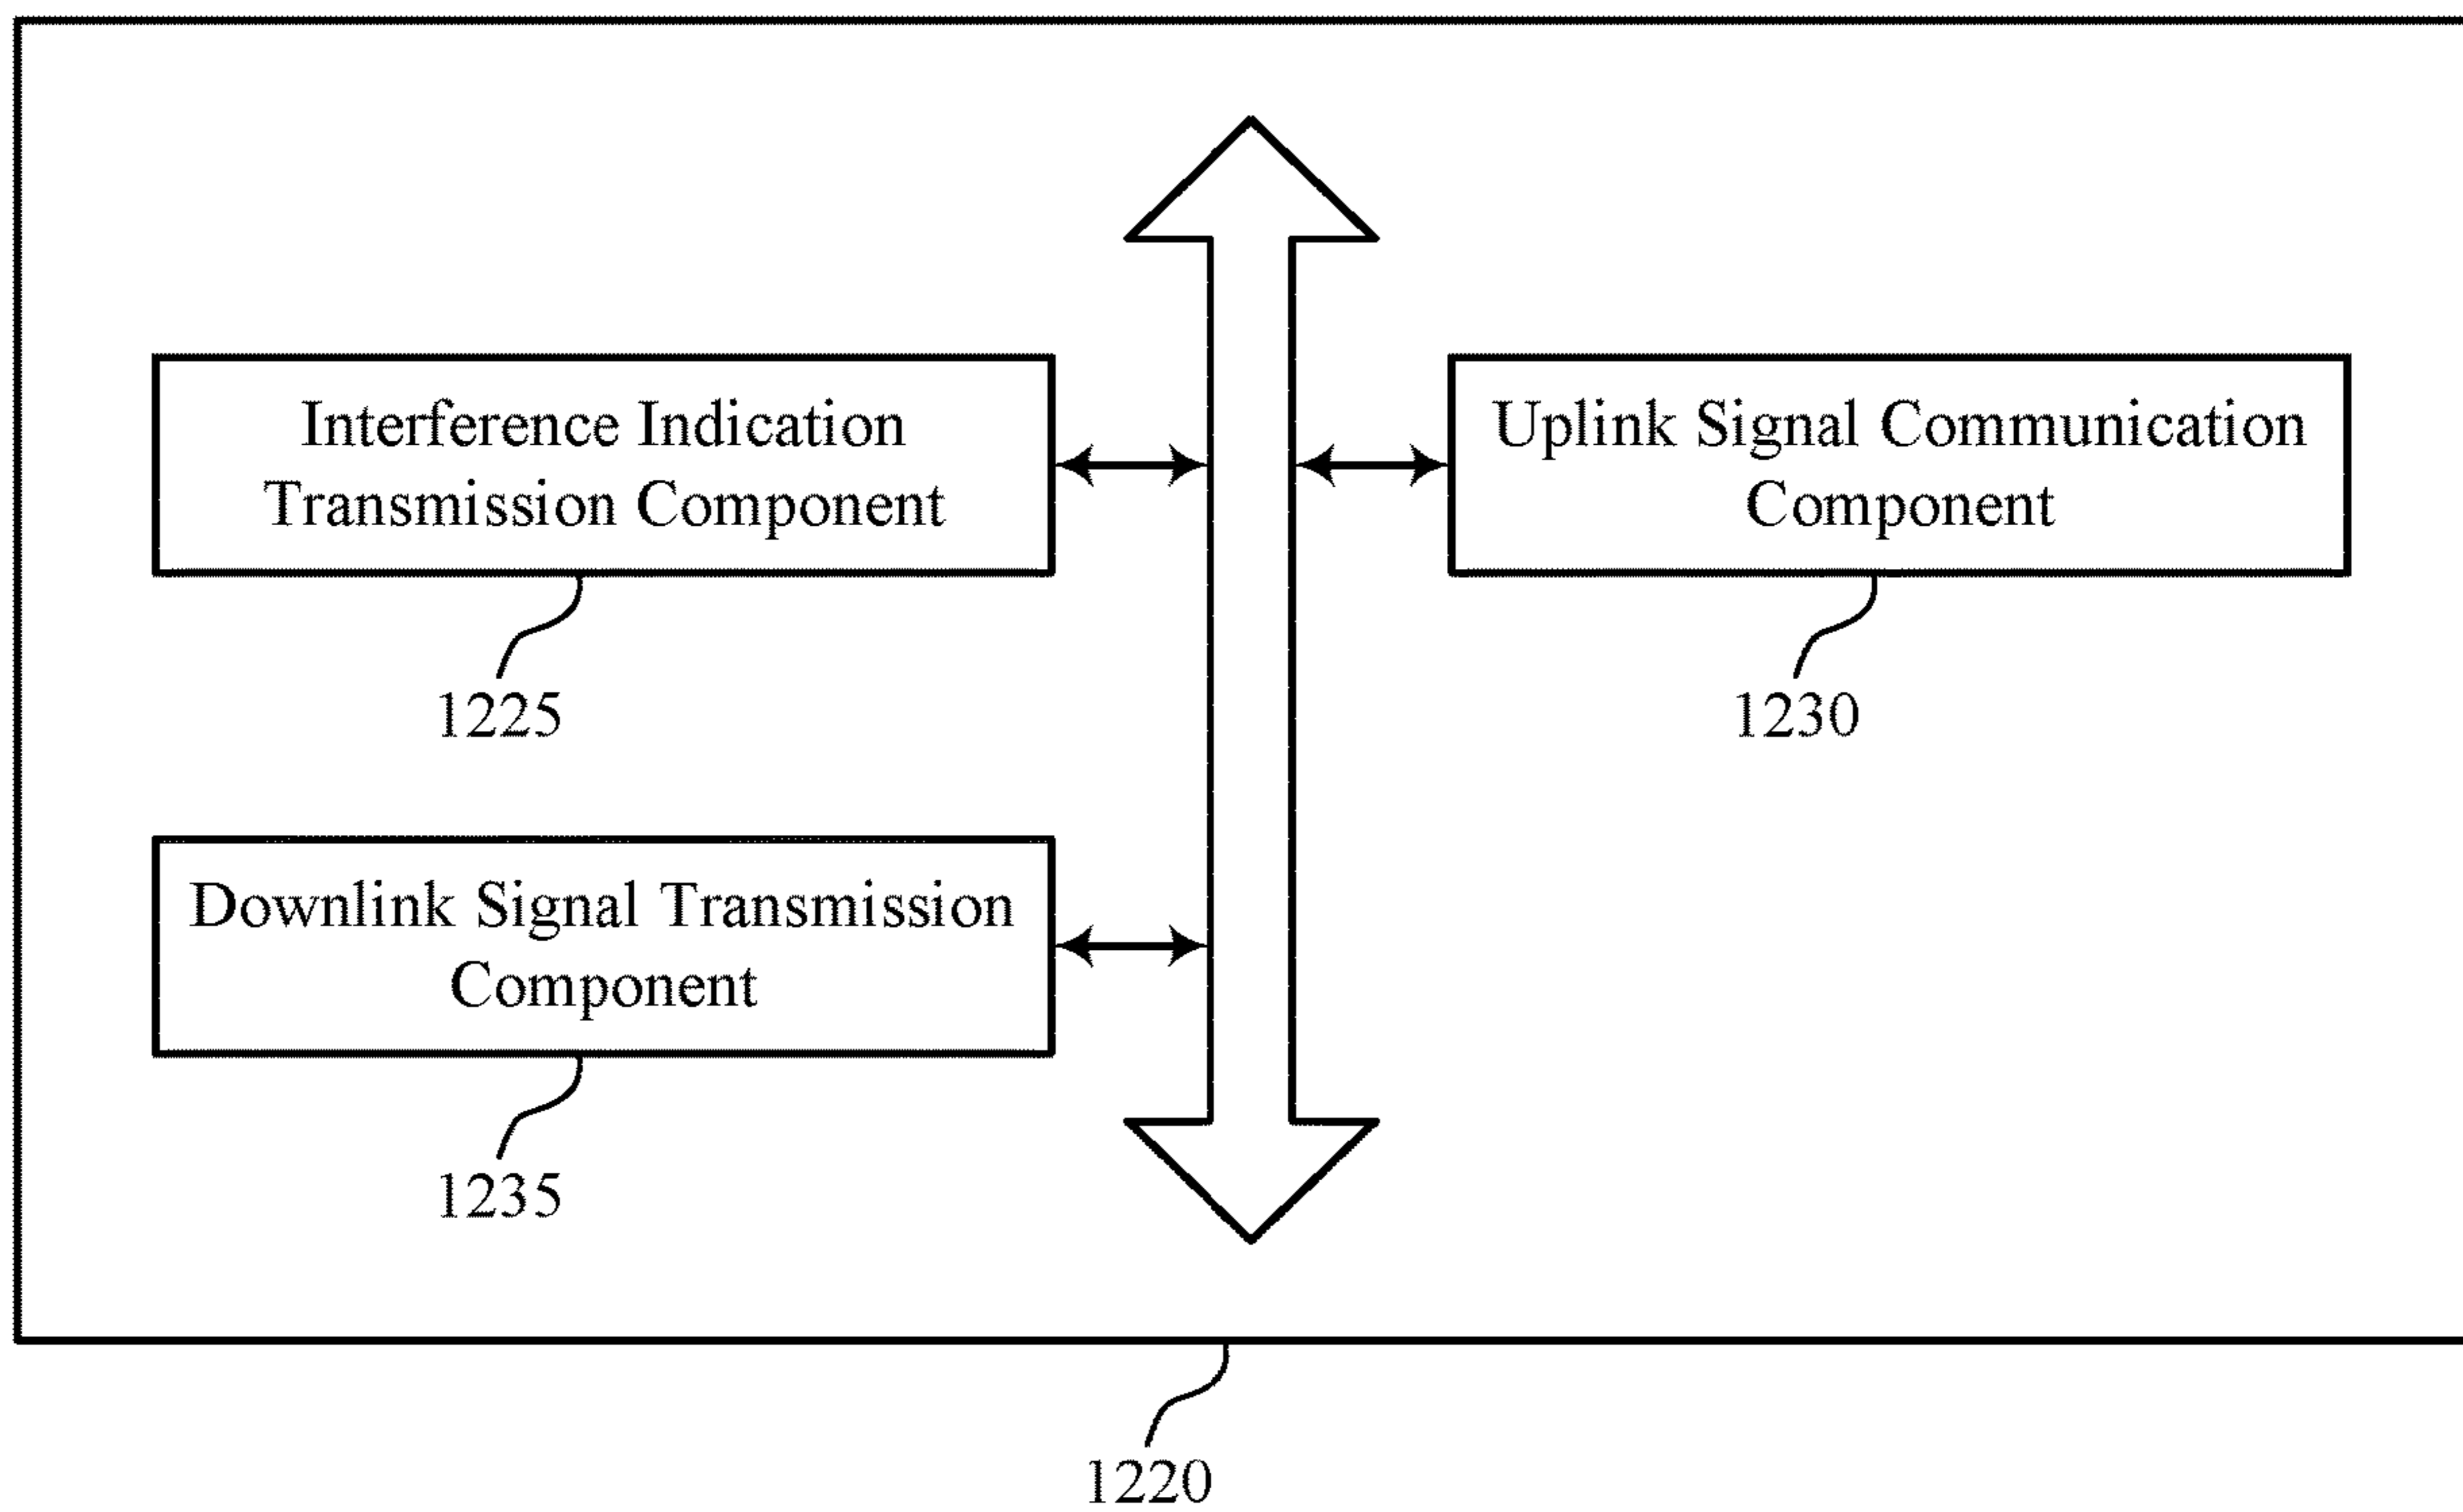 Interference Indication
Transmission Component
1225
Uplink Signal Communication
Component
1230
Downlink Signal Transmission
Component
1235
1220